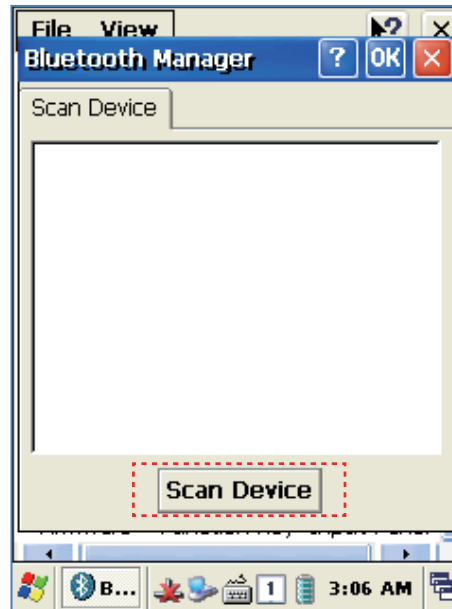 File View
Bluetooth Manager ? OK
Scan Device
Scan Device
B... 1 3:06 AM